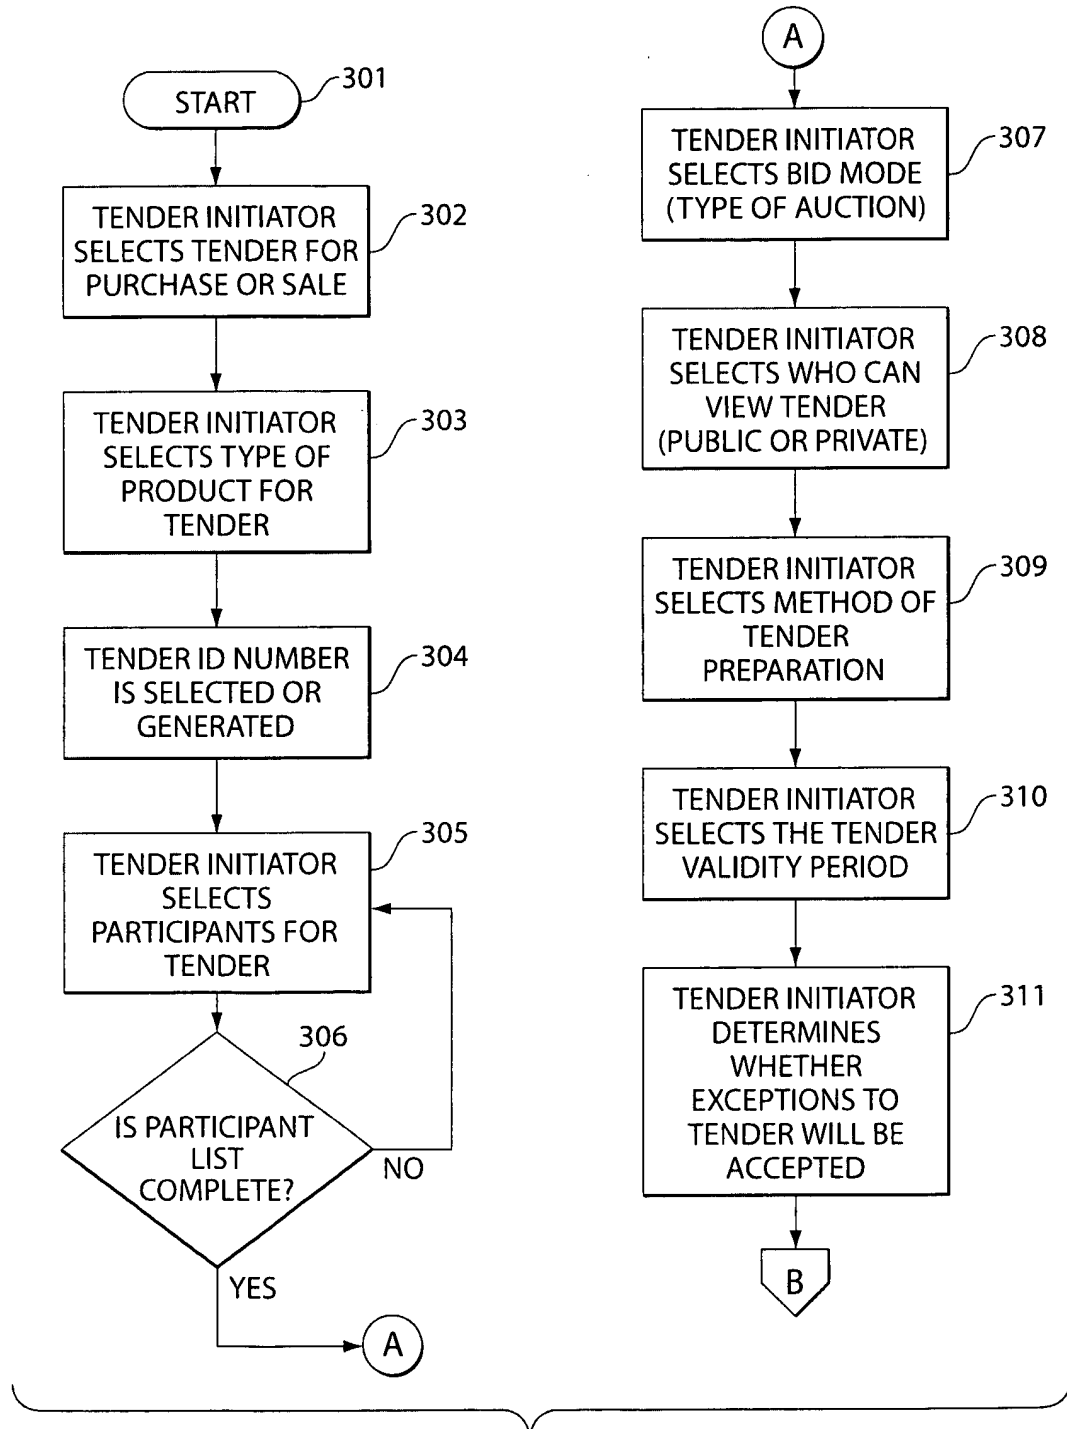 START
301
TENDER INITIATOR
SELECTS TENDER FOR
PURCHASE OR SALE
302
TENDER INITIATOR
SELECTS TYPE OF
PRODUCT FOR
TENDER
303
TENDER ID NUMBER
IS SELECTED OR
GENERATED
304
TENDER INITIATOR
SELECTS
PARTICIPANTS FOR
TENDER
305
306
IS PARTICIPANT
LIST
COMPLETE?
NO
YES
A
A
TENDER INITIATOR
SELECTS BID MODE
(TYPE OF AUCTION)
307
TENDER INITIATOR
SELECTS WHO CAN
VIEW TENDER
(PUBLIC OR PRIVATE)
308
TENDER INITIATOR
SELECTS METHOD OF
TENDER
PREPARATION
309
TENDER INITIATOR
SELECTS THE TENDER
VALIDITY PERIOD
310
TENDER INITIATOR
DETERMINES
WHETHER
EXCEPTIONS TO
TENDER WILL BE
ACCEPTED
311
B